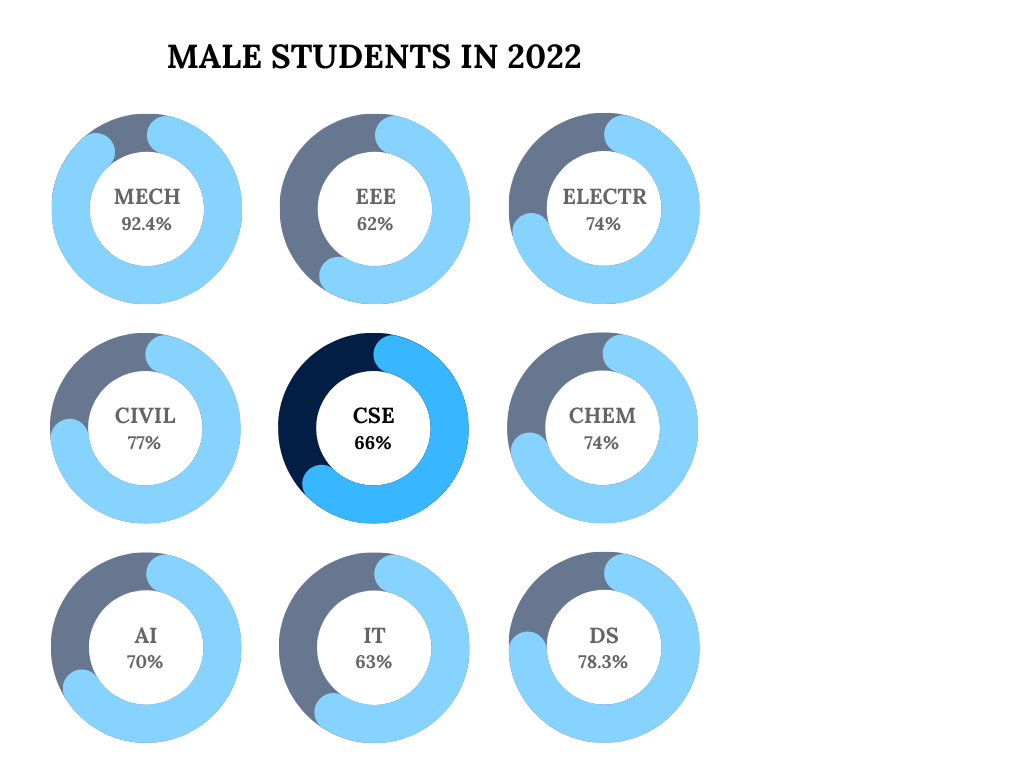 MALE STUDENTS IN 2022
MECH
92.4%
EEE
62%
ELECTR
74%
CIVIL
77%
CSE
66%
CHEM
74%
AI
70%
IT
63%
DS
78.3%